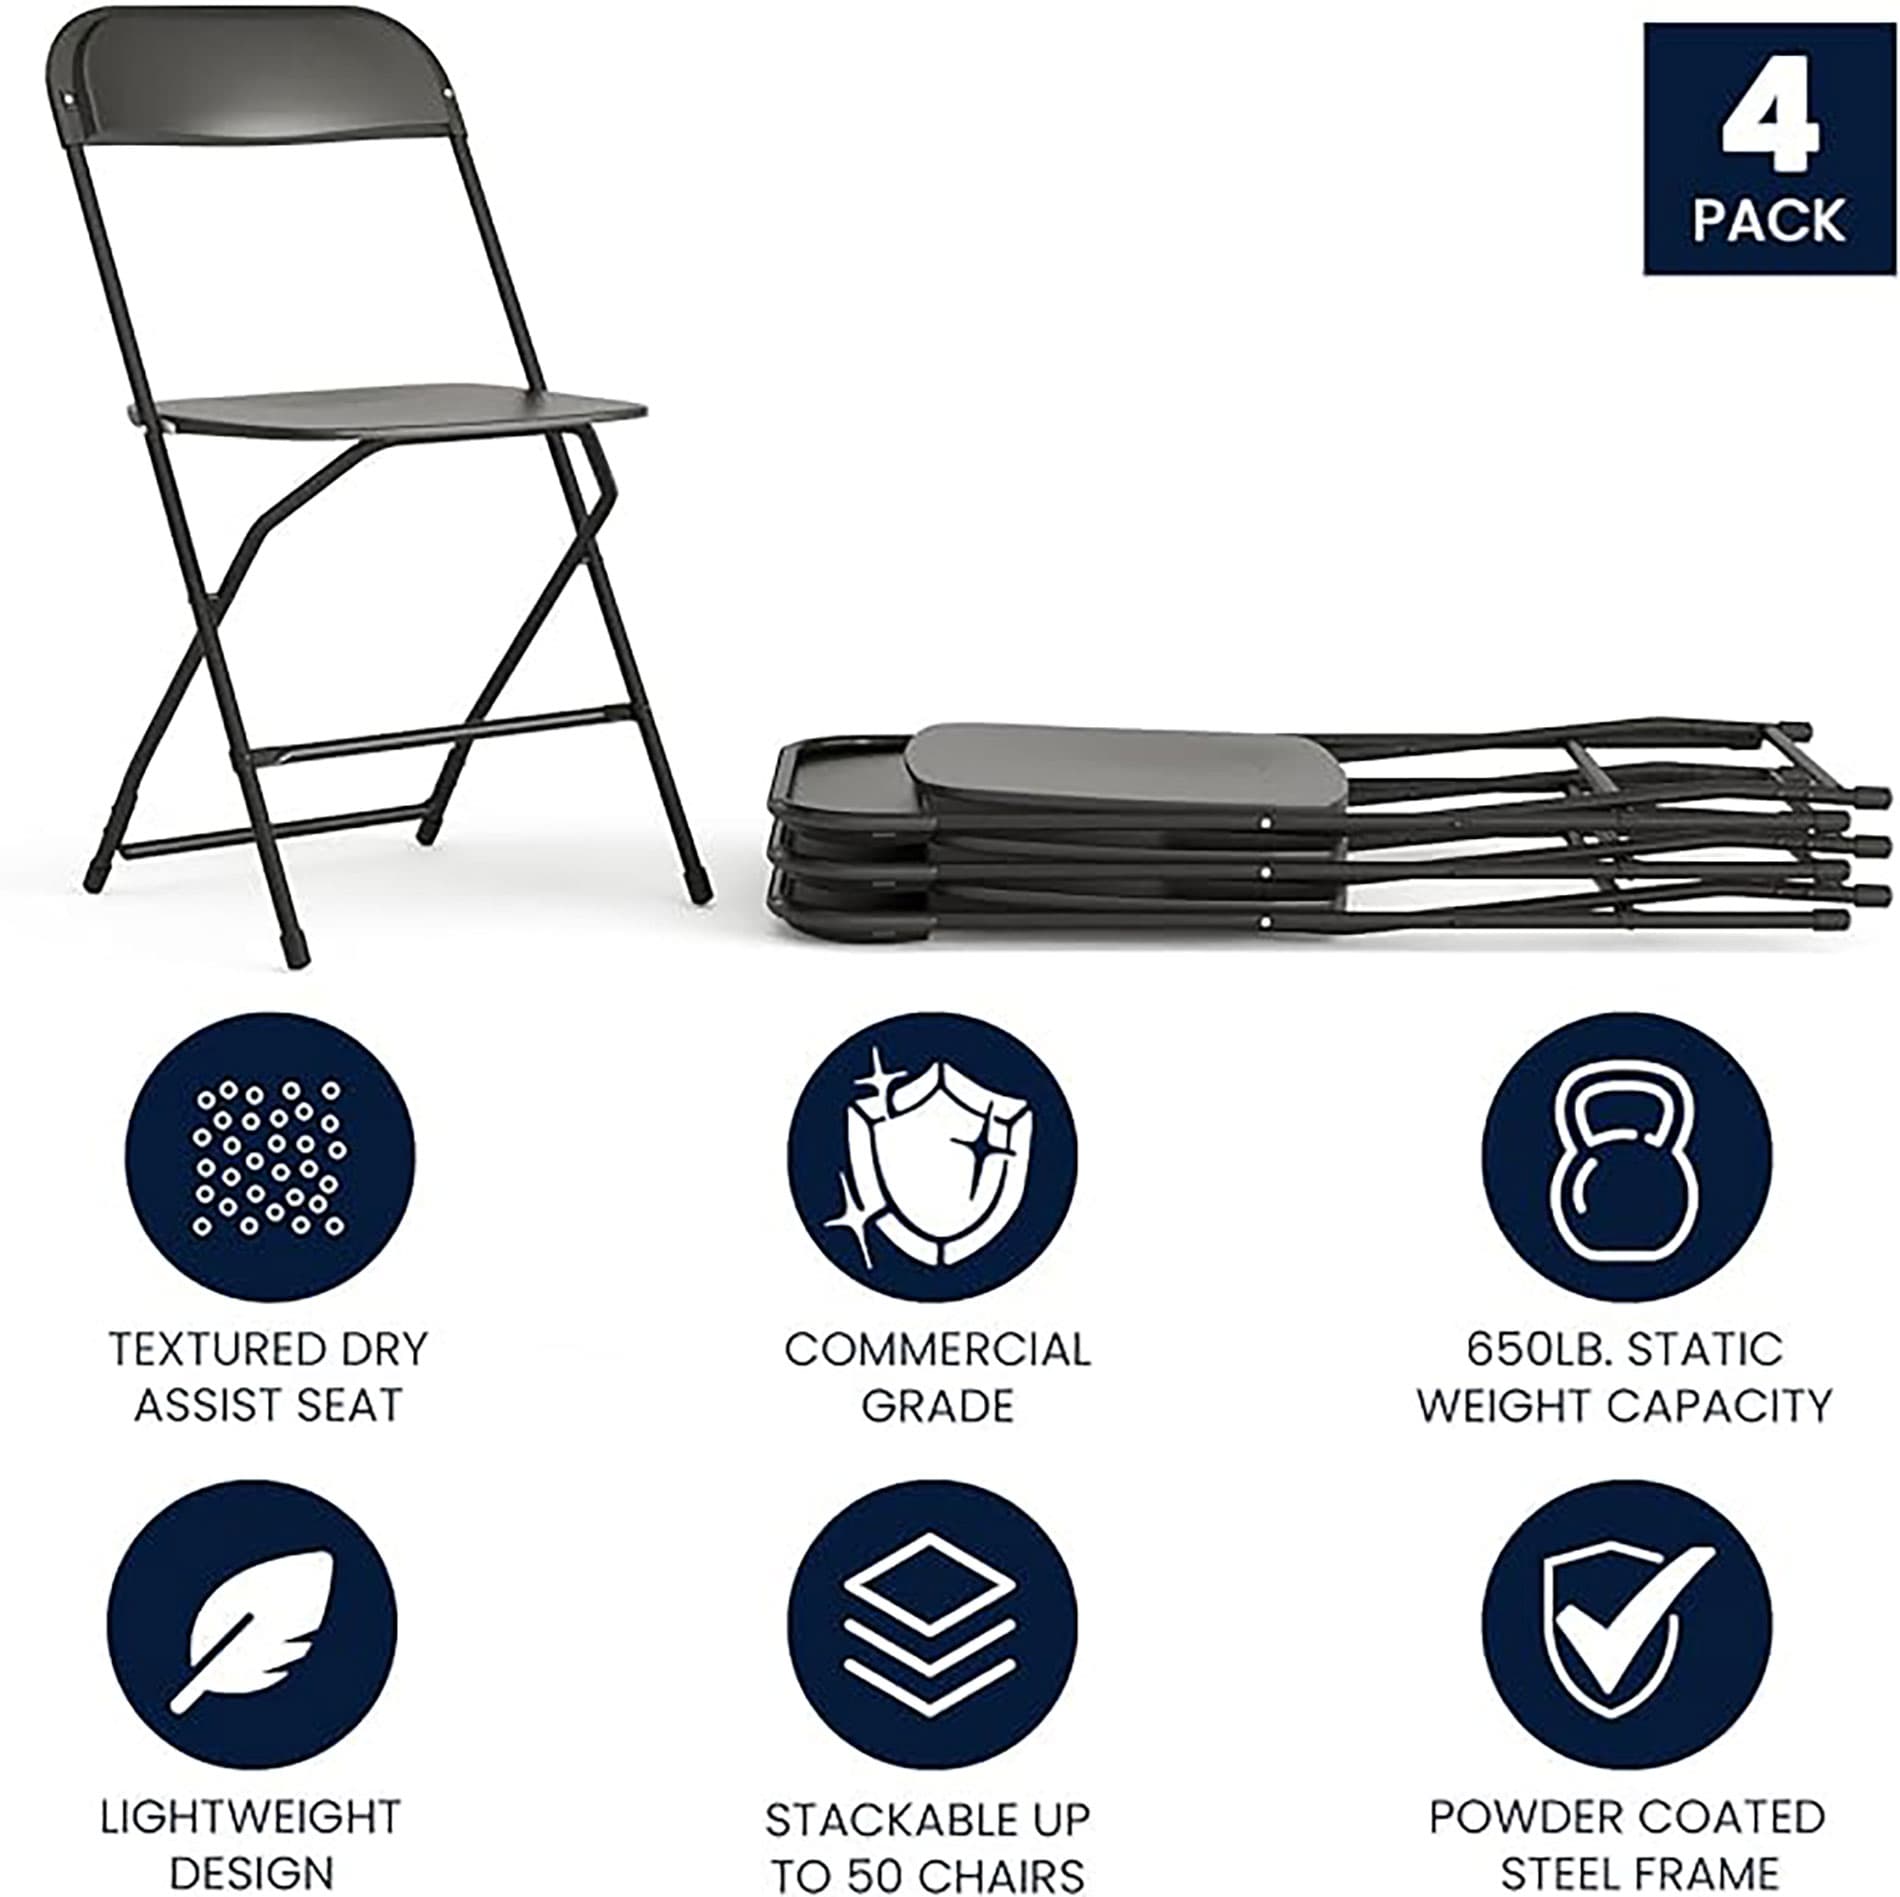 4
PACK
TEXTURED DRY
ASSIST SEAT
COMMERCIAL
GRADE
650LB. STATIC
WEIGHT CAPACITY
LIGHTWEIGHT
DESIGN
STACKABLE UP
TO 50 CHAIRS
POWDER COATED
STEEL FRAME